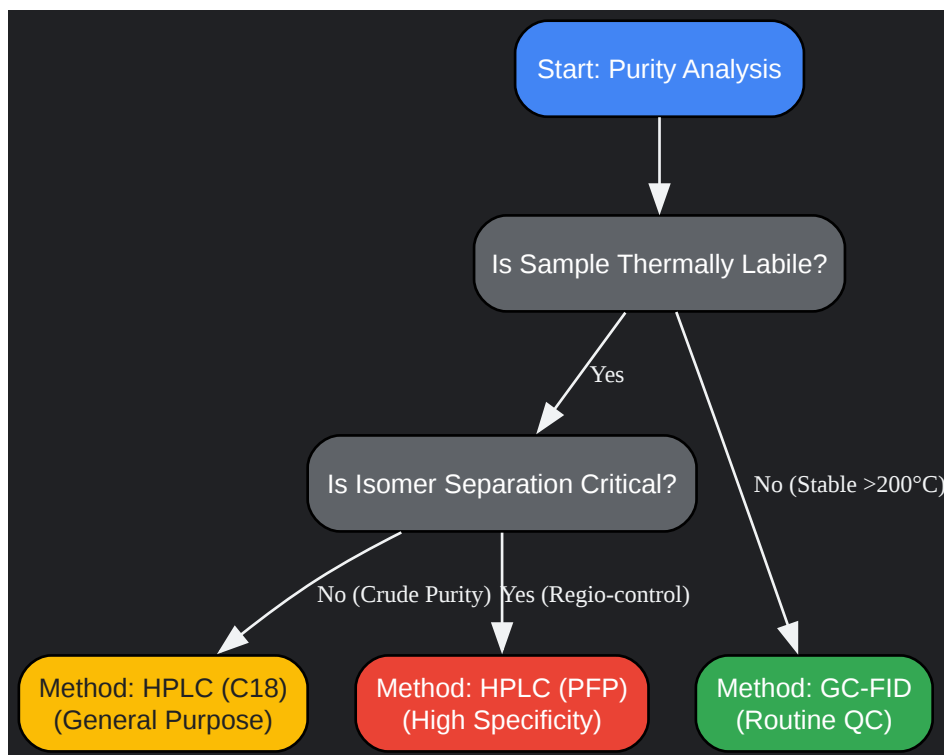 Start: Purity Analysis
Is Sample Thermally Labile?
Yes
Is Isomer Separation Critical?
No (Stable >200°C)
No (Crude Purity)
Yes (Regio-control)
Method: HPLC (C18)
(General Purpose)
Method: HPLC (PFP)
(High Specificity)
Method: GC-FID
(Routine QC)